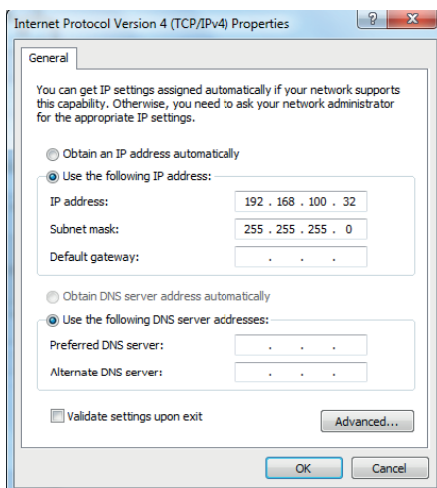 Internet Protocol Version 4 (TCP/IPv4) Properties
General
You can get IP settings assigned automatically if your network supports
this capability. Otherwise, you need to ask your network administrator
for the appropriate IP settings.
Obtain an IP address automatically
Use the following IP address:
IP address: 192 . 168 . 100 . 32
Subnet mask: 255 . 255 . 255 . 0
Default gateway: . . .
Obtain DNS server address automatically
Use the following DNS server addresses:
Preferred DNS server: . . .
Alternate DNS server: . . .
Validate settings upon exit
Advanced...
OK Cancel